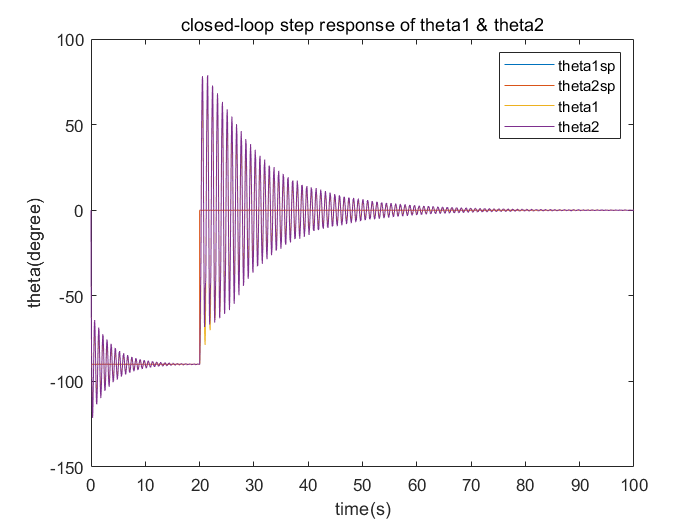 closed-loop step response of theta1 & theta2
100
50
0
-50
-100
-150
theta(degree)
theta1sp
theta2sp
theta1
theta2
0 10 20 30 40 50 60 70 80 90 100
time(s)